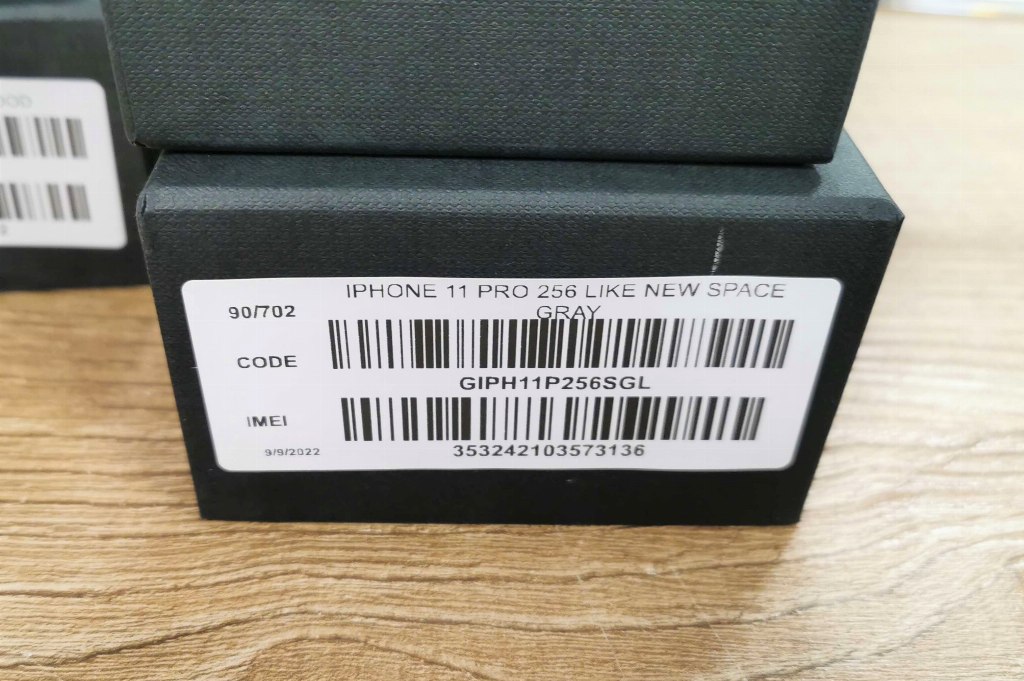 IPHONE 11 PRO 256 LIKE NEW SPACE
GRAY
90/702
CODE
GIPH11P256SGL
IMEI
353242103573136
9/9/2022